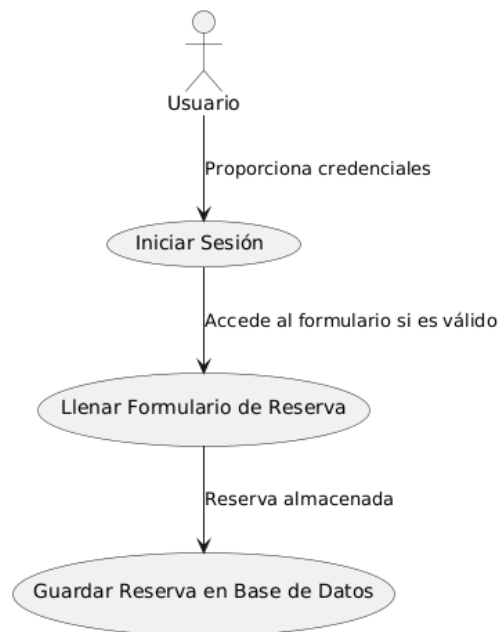 Usuario
Proporciona credenciales
Iniciar Sesión
Accede al formulario si es válido
Llenar Formulario de Reserva
Reserva almacenada
Guardar Reserva en Base de Datos